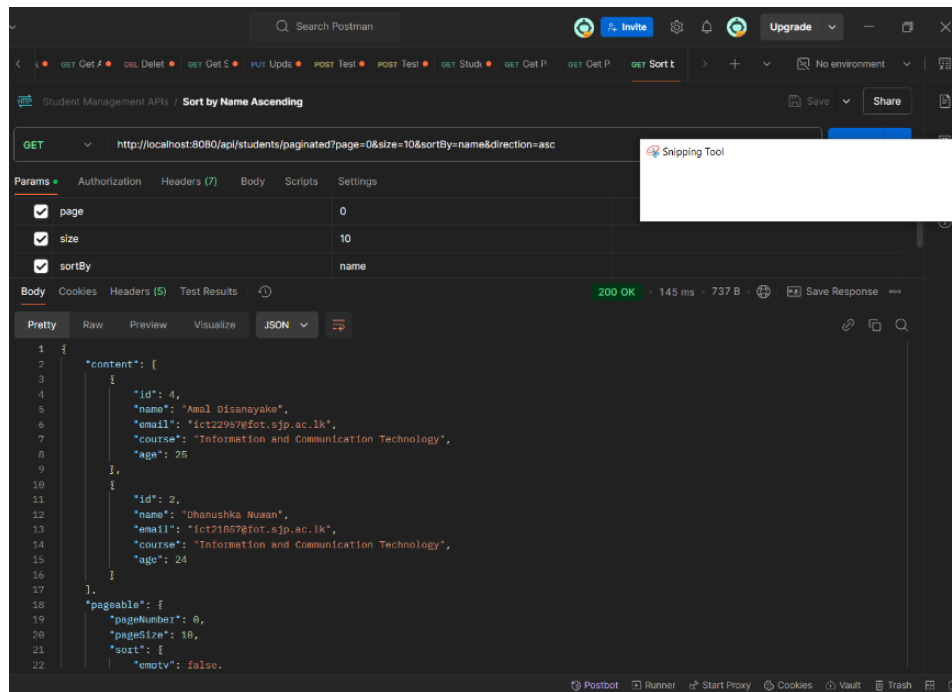 Search Postman
Invite
Upgrade
GET Get A
DEL Delet
GET Get S
PUT Upda
POST Test
POST Test
GET Stude
GET Get P
GET Get P
GET Sort b
No environment
Student Management APIs / Sort by Name Ascending
Save
Share
GET
http://localhost:8080/api/students/paginated?page=0&size=10&sortBy=name&direction=asc
Snipping Tool
Params
Authorization
Headers (7)
Body
Scripts
Settings
page 0
size 10
sortBy name
Body Cookies Headers (5) Test Results
200 OK 145 ms 737 B
Save Response
Pretty Raw Preview Visualize JSON
1 {
2 "content": [
3 {
4 "id": 4,
5 "name": "Amal Disanayake",
6 "email": "ict22957@fot.sjp.ac.lk",
7 "course": "Information and Communication Technology",
8 "age": 25
9 },
10 {
11 "id": 2,
12 "name": "Dhanushka Nuwan",
13 "email": "ict21857@fot.sjp.ac.lk",
14 "course": "Information and Communication Technology",
15 "age": 24
16 }
17 ],
18 "pageable": {
19 "pageNumber": 0,
20 "pageSize": 10,
21 "sort": {
22 "empty": false,
Postbot Runner Start Proxy Cookies Vault Trash